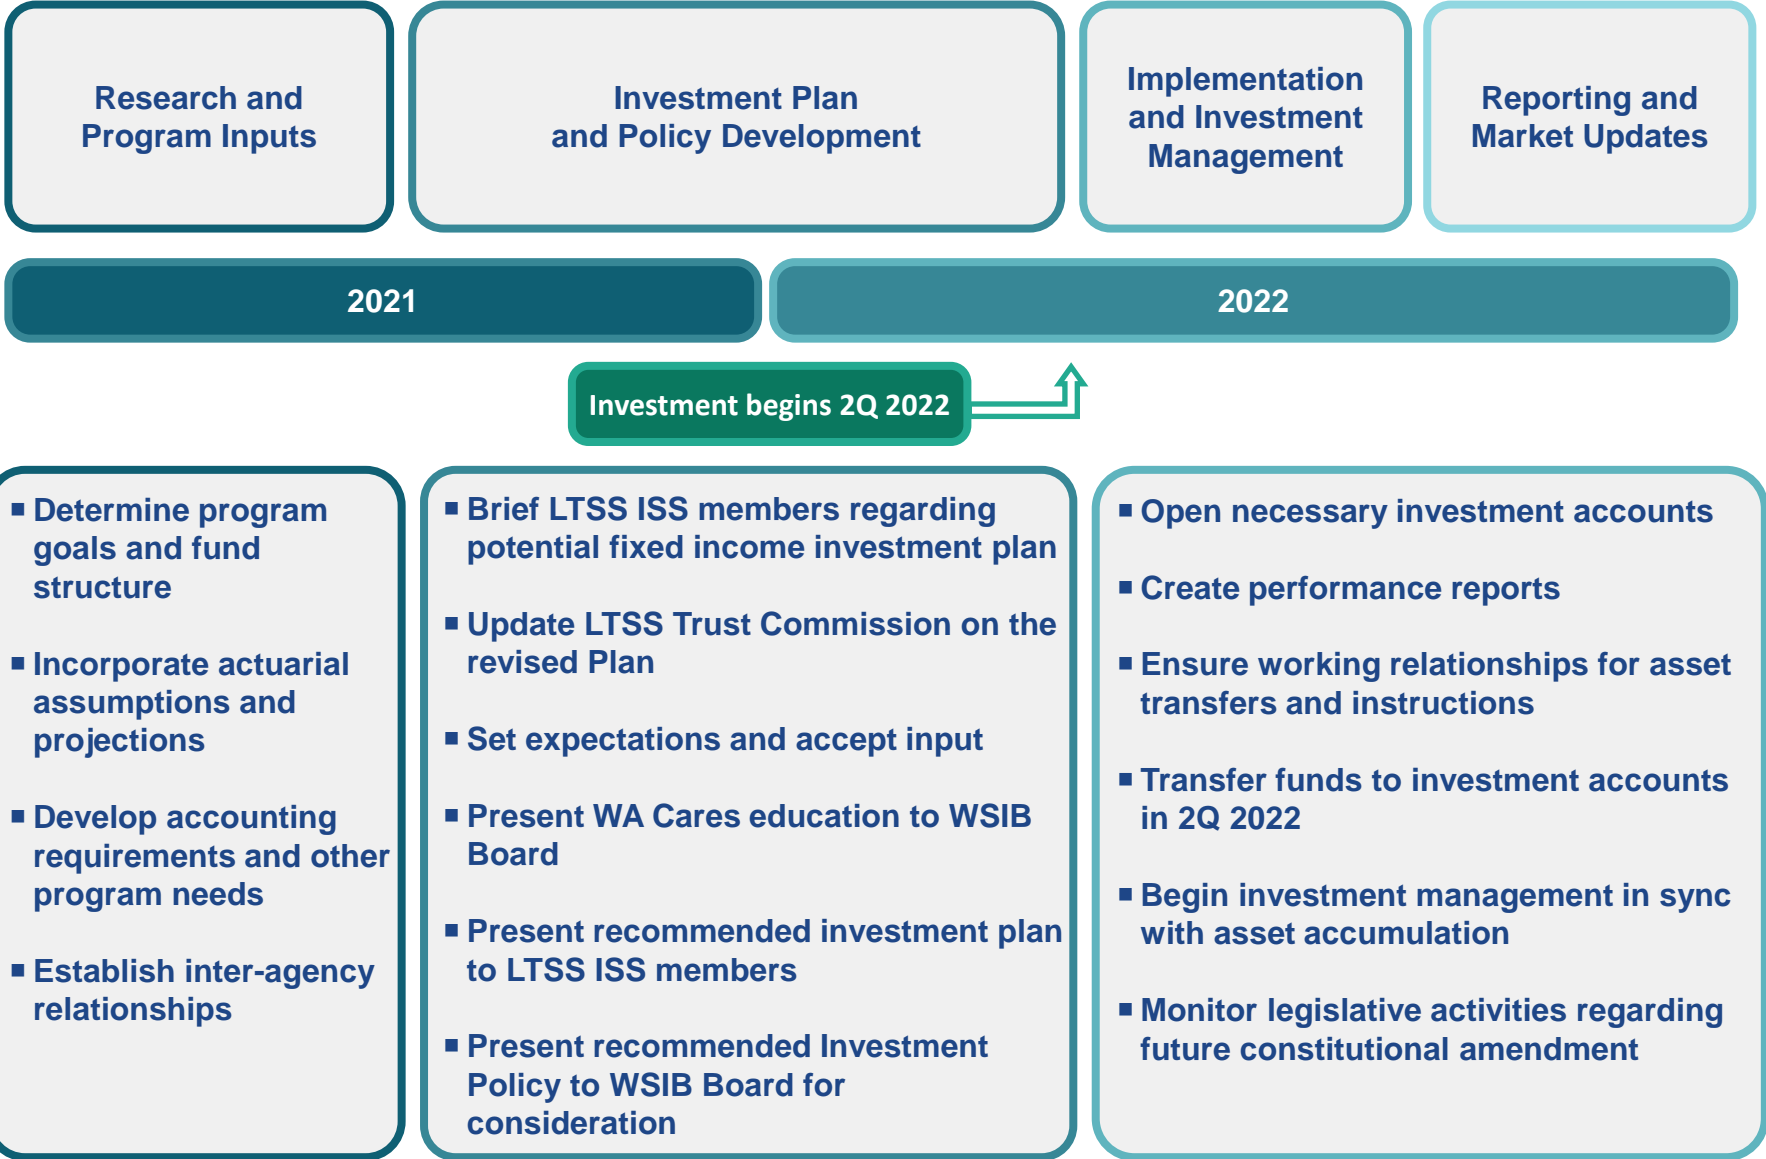 Research and
Program Inputs
Investment Plan
and Policy Development
Implementation
and Investment
Management
Reporting and
Market Updates
2021
2022
Investment begins 2Q 2022
▪ Determine program
goals and fund
structure
▪ Incorporate actuarial
assumptions and
projections
▪ Develop accounting
requirements and other
program needs
▪ Establish inter-agency
relationships
▪ Brief LTSS ISS members regarding
potential fixed income investment plan
▪ Update LTSS Trust Commission on the
revised Plan
▪ Set expectations and accept input
▪ Present WA Cares education to WSIB
Board
▪ Present recommended investment plan
to LTSS ISS members
▪ Present recommended Investment
Policy to WSIB Board for
consideration
▪ Open necessary investment accounts
▪ Create performance reports
▪ Ensure working relationships for asset
transfers and instructions
▪ Transfer funds to investment accounts
in 2Q 2022
▪ Begin investment management in sync
with asset accumulation
▪ Monitor legislative activities regarding
future constitutional amendment